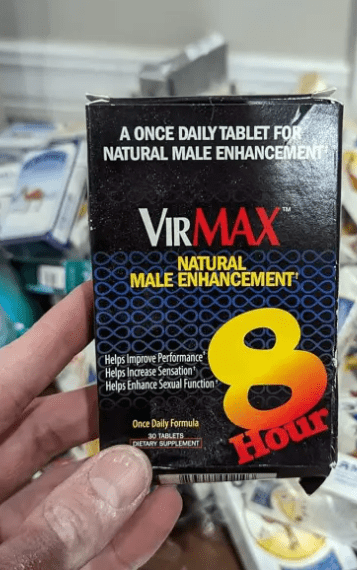 A ONCE DAILY TABLET FOR
NATURAL MALE ENHANCEMENT†
VIRMAX™
NATURAL
MALE ENHANCEMENT†
8
Hour
Helps Improve Performance†
Helps Increase Sensation†
Helps Enhance Sexual Function†
Once Daily Formula
30 TABLETS
DIETARY SUPPLEMENT